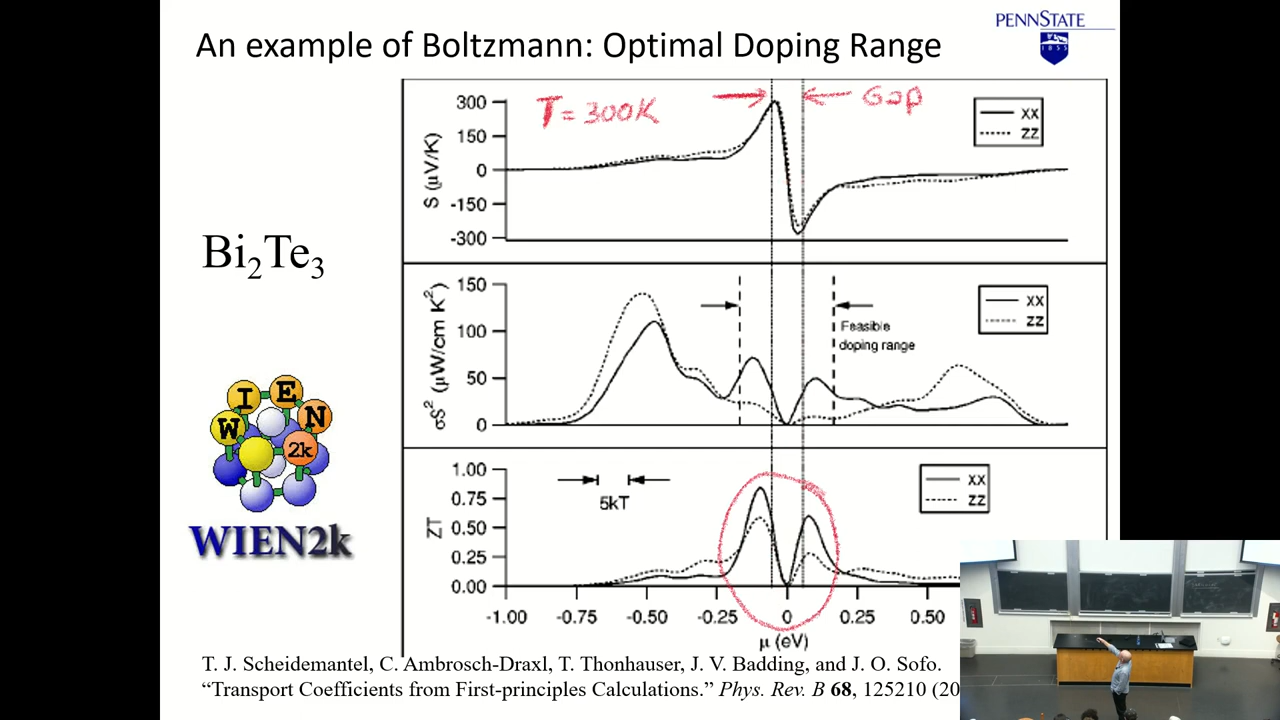 PENNSTATE
1855
An example of Boltzmann: Optimal Doping Range
T = 300K
Gap
300
150
0
-150
-300
S (μV/K)
xx
zz
Bi2Te3
150
100
50
0
σS² (μW/cm K²)
Feasible
doping range
xx
zz
WIEN
2k
WIEN2k
1.00
0.75
0.50
0.25
0.00
ZT
5kT
xx
zz
-1.00 -0.75 -0.50 -0.25 0 0.25 0.50
μ (eV)
T. J. Scheidemantel, C. Ambrosch-Draxl, T. Thonhauser, J. V. Badding, and J. O. Sofo.
“Transport Coefficients from First-principles Calculations.” Phys. Rev. B 68, 125210 (20